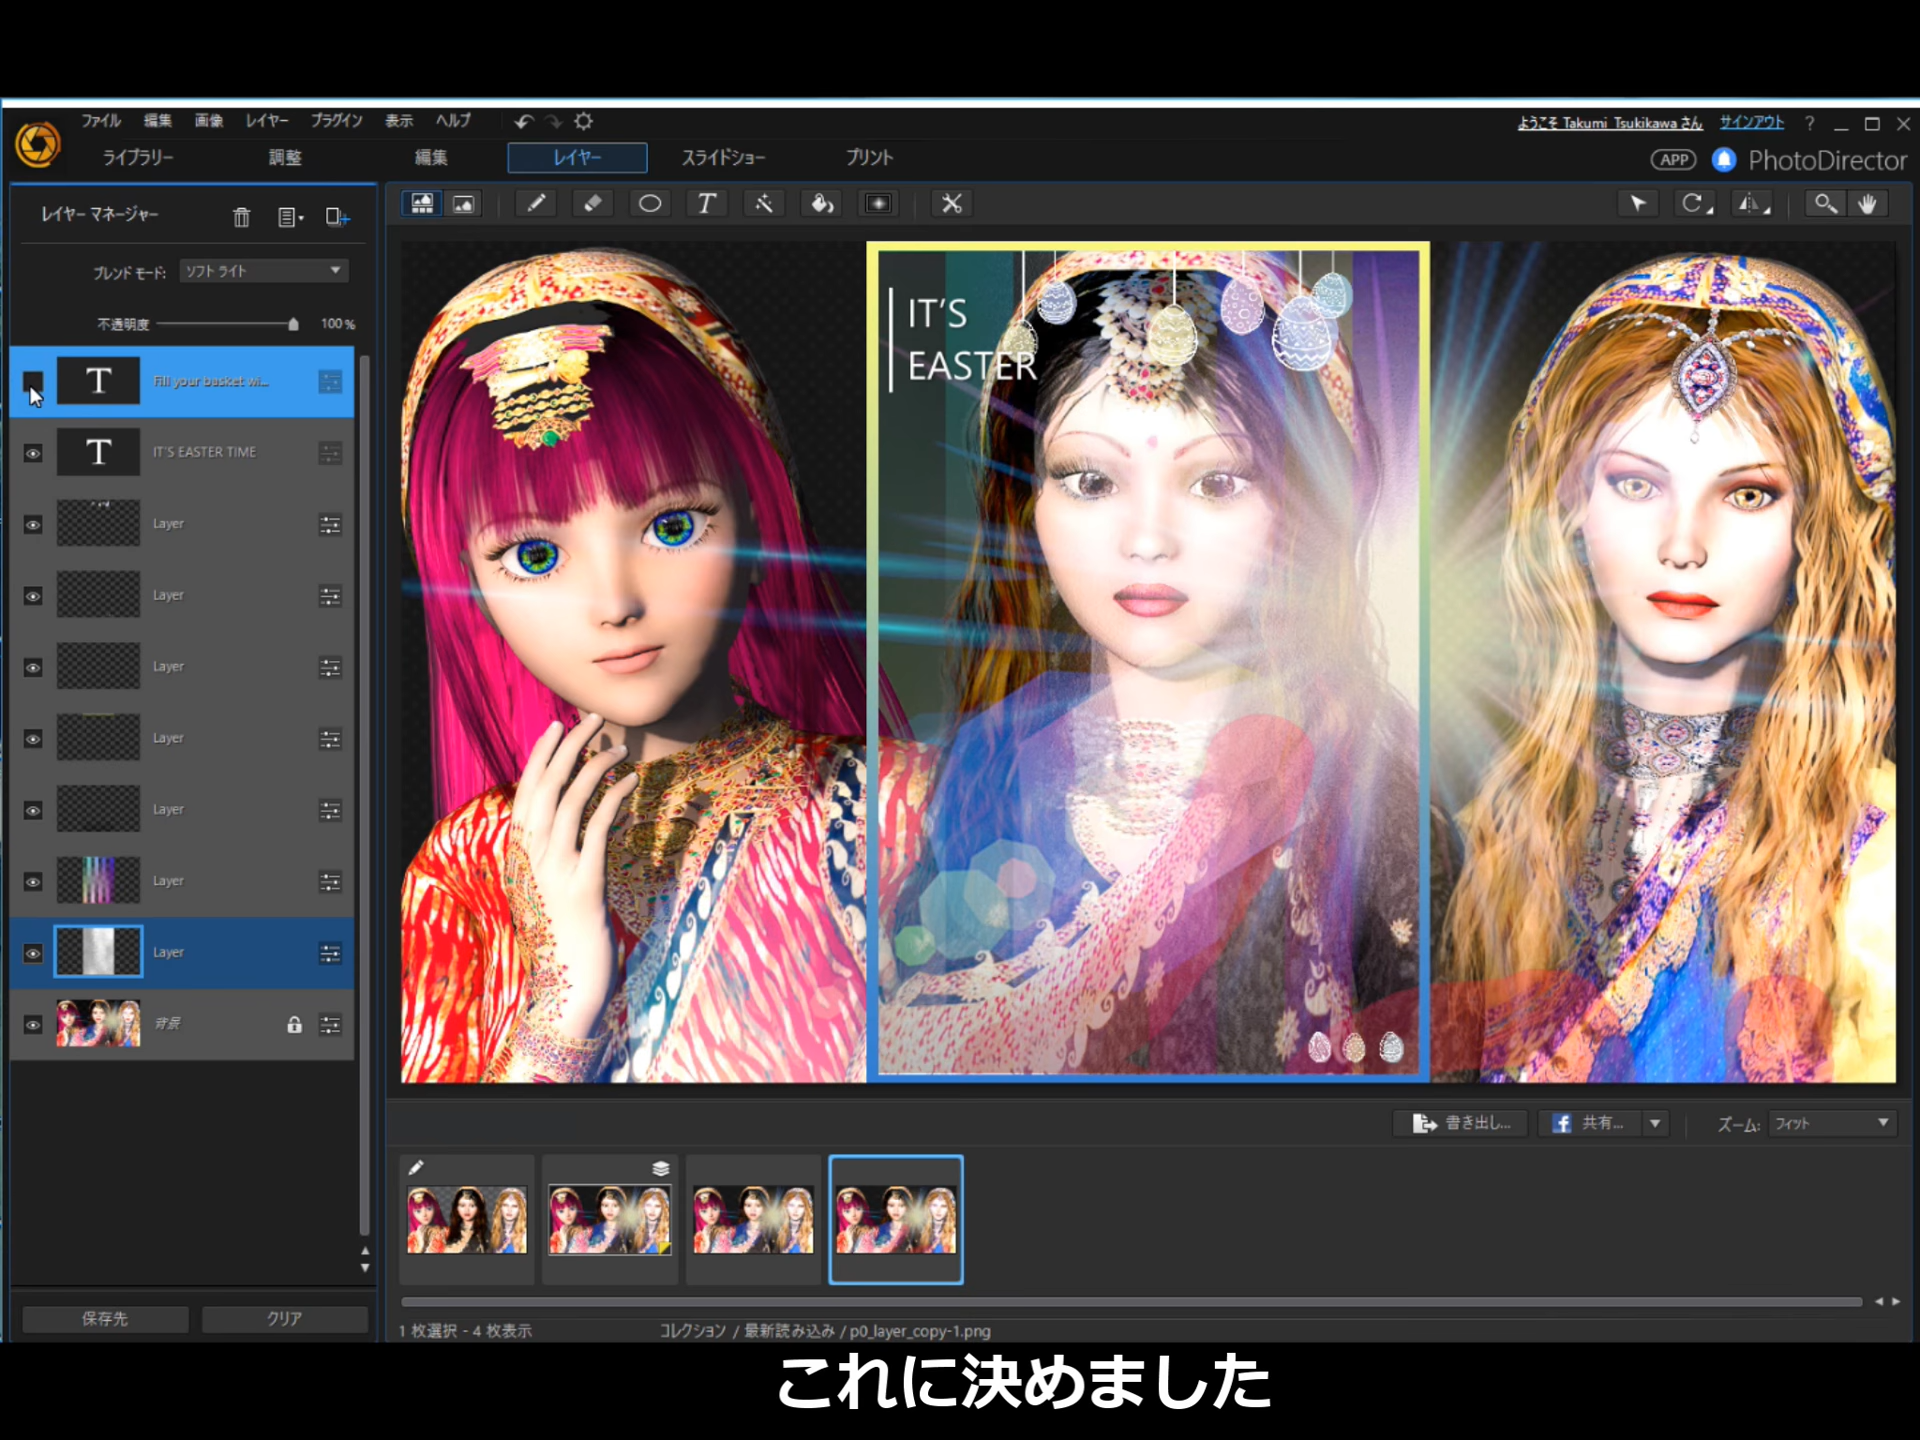 ファイル 編集 画像 レイヤー プラグイン 表示 ヘルプ
ようこそ Takumi Tsukikawa さん サインアウト ?
ライブラリー 調整 編集 レイヤー スライドショー プリント
APP PhotoDirector
レイヤー マネージャー
T
ブレンド モード: ソフト ライト
不透明度 100 %
T Fill your basket wi...
T IT'S EASTER TIME
Layer
Layer
Layer
Layer
Layer
Layer
Layer
背景
IT'S
EASTER
書き出し... f 共有... ズーム: フィット
保存先 クリア
1 枚選択 - 4 枚表示 コレクション / 最新読み込み / p0_layer_copy-1.png
これに決めました